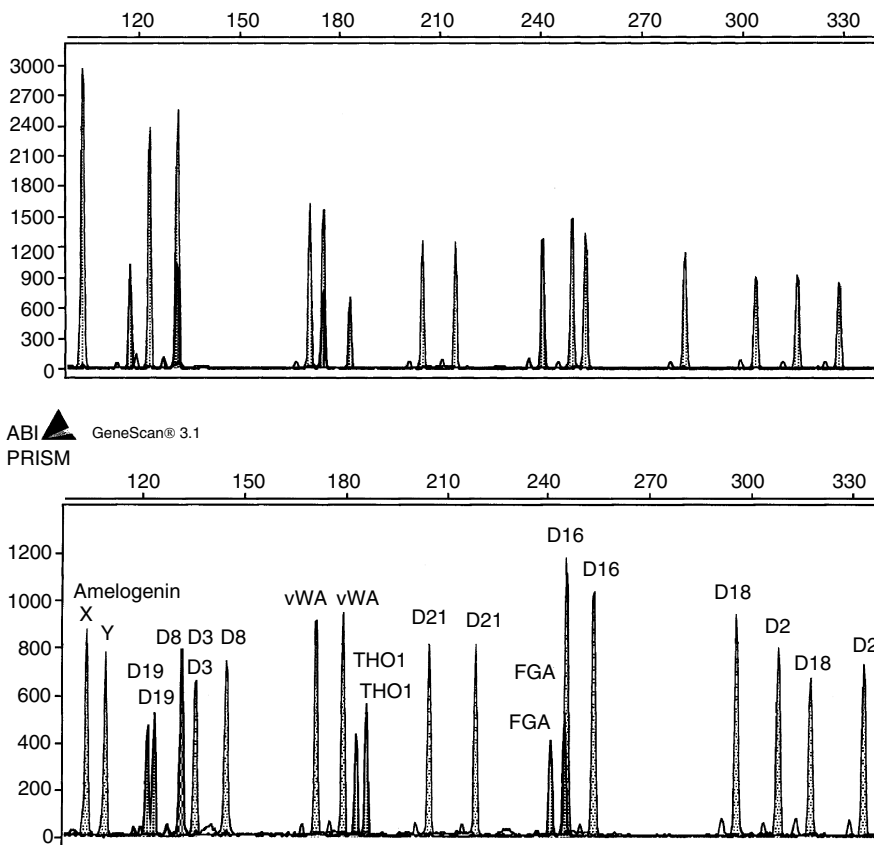 120 150 180 210 240 270 300 330
3000
2700
2400
2100
1800
1500
1200
900
600
300
0
ABI GeneScan® 3.1
PRISM
120 150 180 210 240 270 300 330
1200
1000
800
600
400
200
0
Amelogenin
X
Y
D19
D19
D8
D3
D3
D8
vWA
vWA
THO1
THO1
D21
D21
FGA
FGA
D16
D16
D18
D2
D18
D2